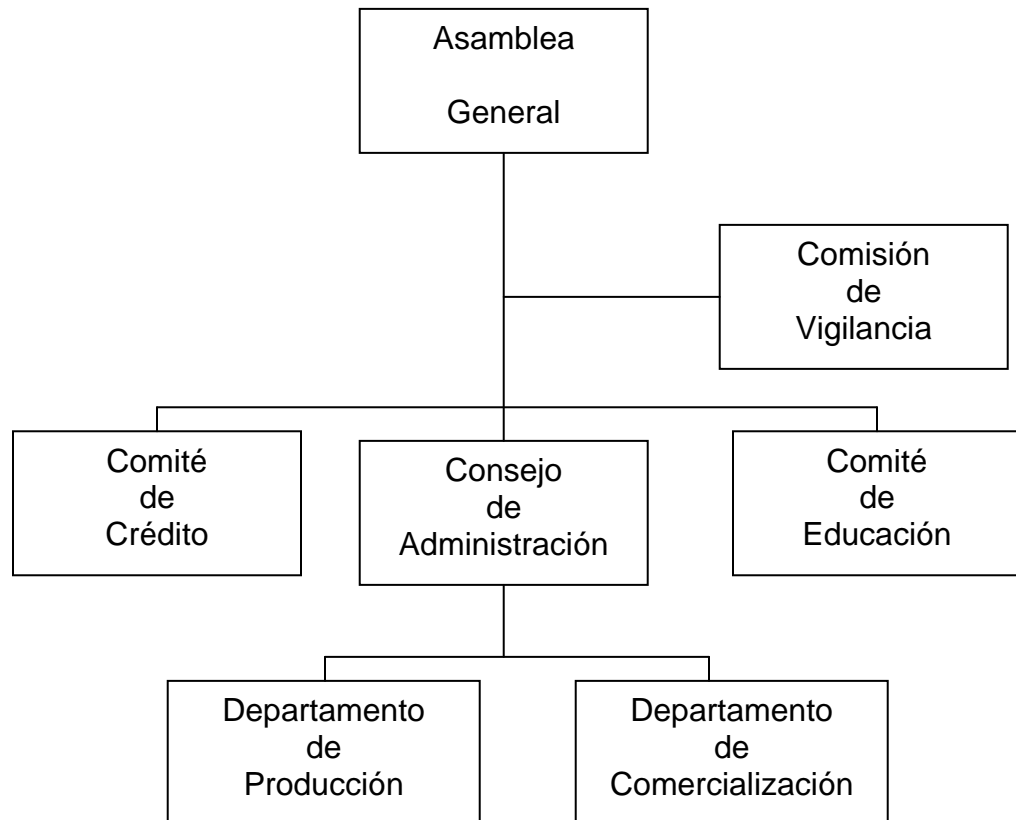 Asamblea
General
Comisión
de
Vigilancia
Comité
de
Crédito
Consejo
de
Administración
Comité
de
Educación
Departamento
de
Producción
Departamento
de
Comercialización